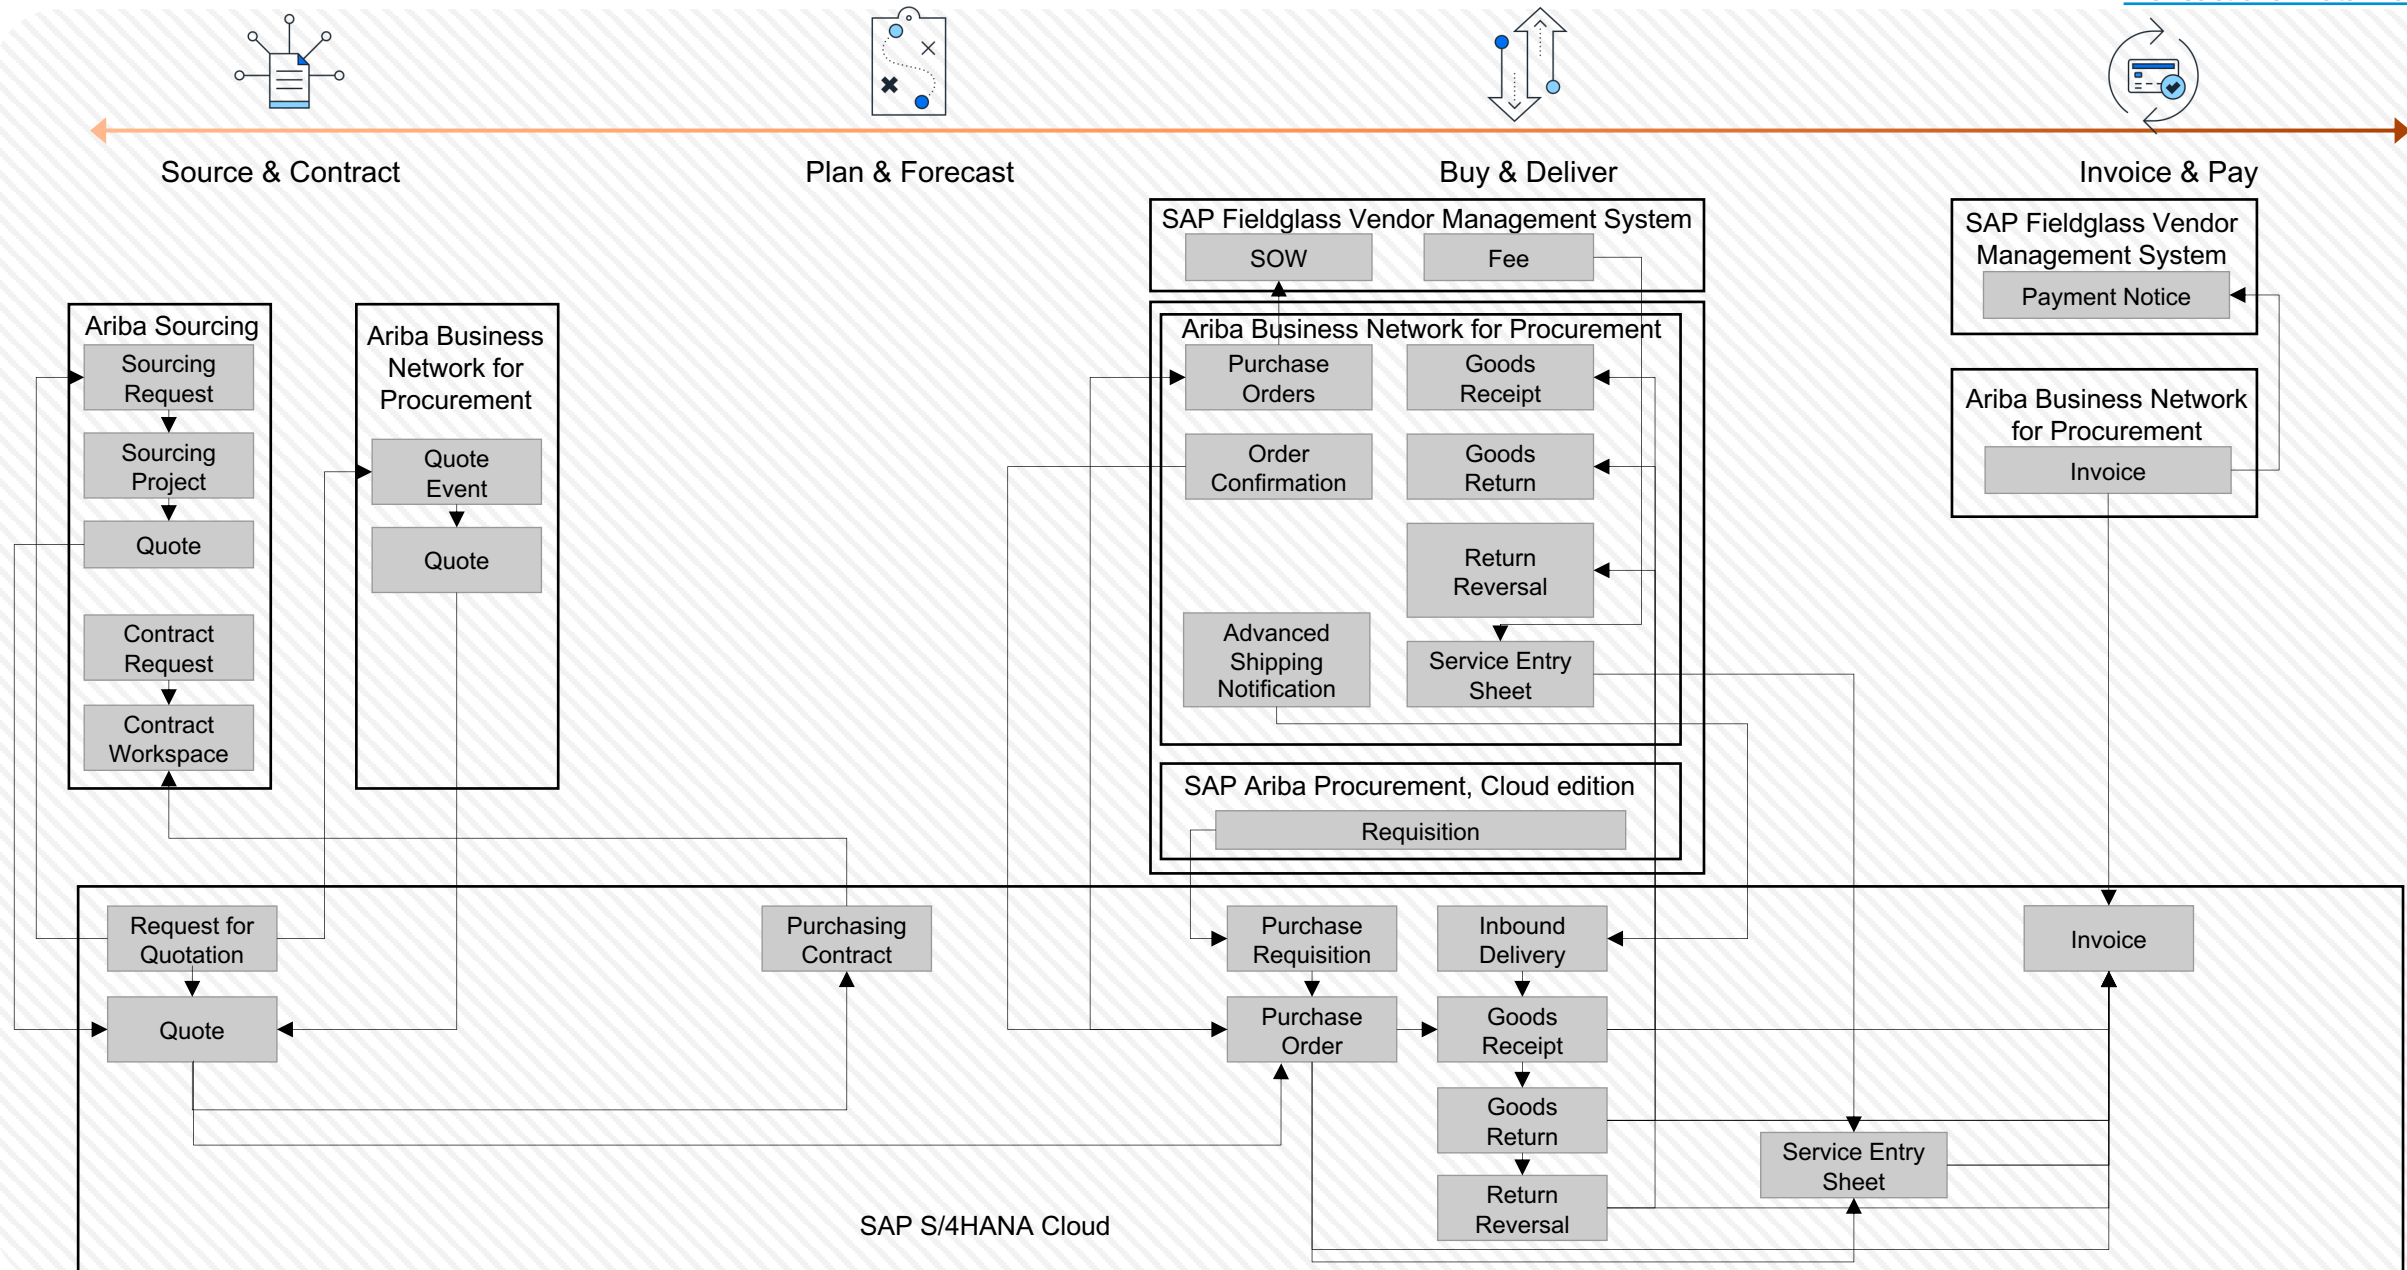 Source & Contract
Plan & Forecast
Buy & Deliver
Invoice & Pay
Ariba Sourcing
Sourcing
Request
Sourcing
Project
Quote
Contract
Request
Contract
Workspace
Ariba Business
Network for
Procurement
Quote
Event
Quote
SAP Fieldglass Vendor Management System
SOW
Fee
Ariba Business Network for Procurement
Purchase
Orders
Goods
Receipt
Order
Confirmation
Goods
Return
Return
Reversal
Advanced
Shipping
Notification
Service Entry
Sheet
SAP Ariba Procurement, Cloud edition
Requisition
SAP Fieldglass Vendor
Management System
Payment Notice
Ariba Business Network
for Procurement
Invoice
Request for
Quotation
Quote
Purchasing
Contract
Purchase
Requisition
Inbound
Delivery
Purchase
Order
Goods
Receipt
Goods
Return
Return
Reversal
Service Entry
Sheet
Invoice
SAP S/4HANA Cloud